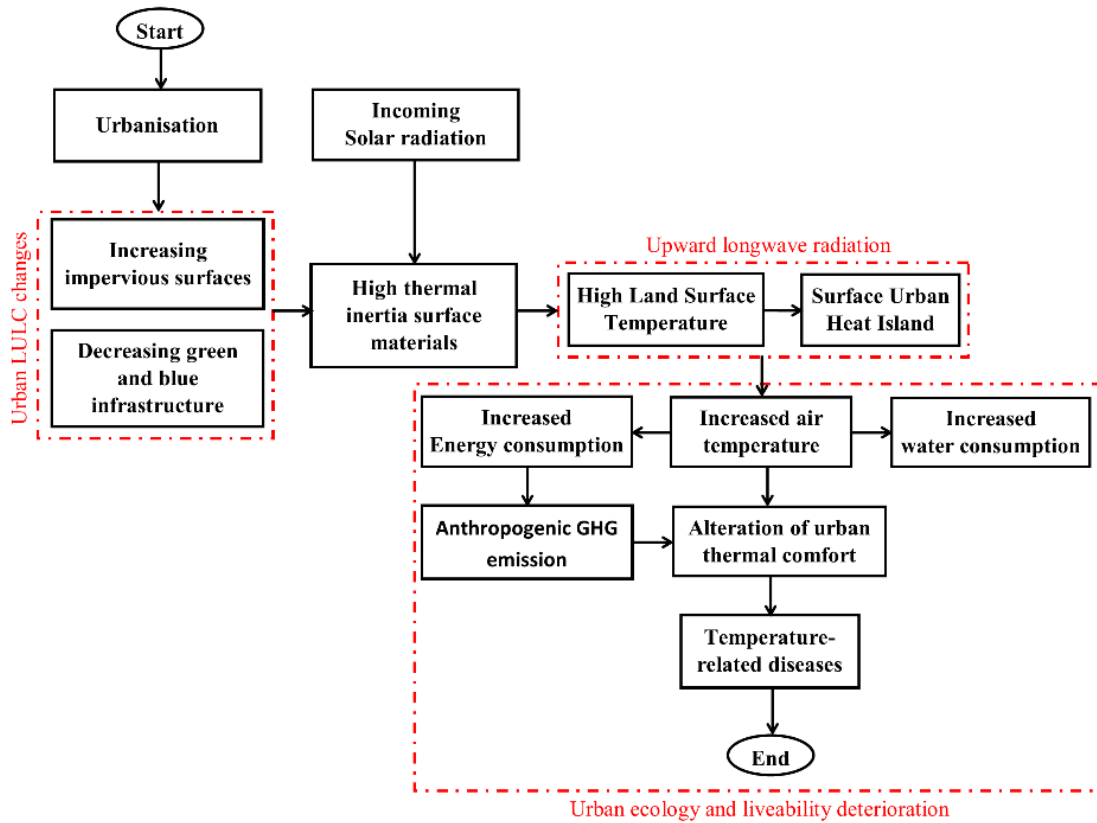 Start
Urbanisation
Incoming
Solar radiation
Urban LULC changes
Increasing
impervious surfaces
Decreasing green
and blue
infrastructure
High thermal
inertia surface
materials
Upward longwave radiation
High Land Surface
Temperature
Surface Urban
Heat Island
Increased
Energy consumption
Increased air
temperature
Increased
water consumption
Anthropogenic GHG
emission
Alteration of urban
thermal comfort
Temperature-
related diseases
End
Urban ecology and liveability deterioration